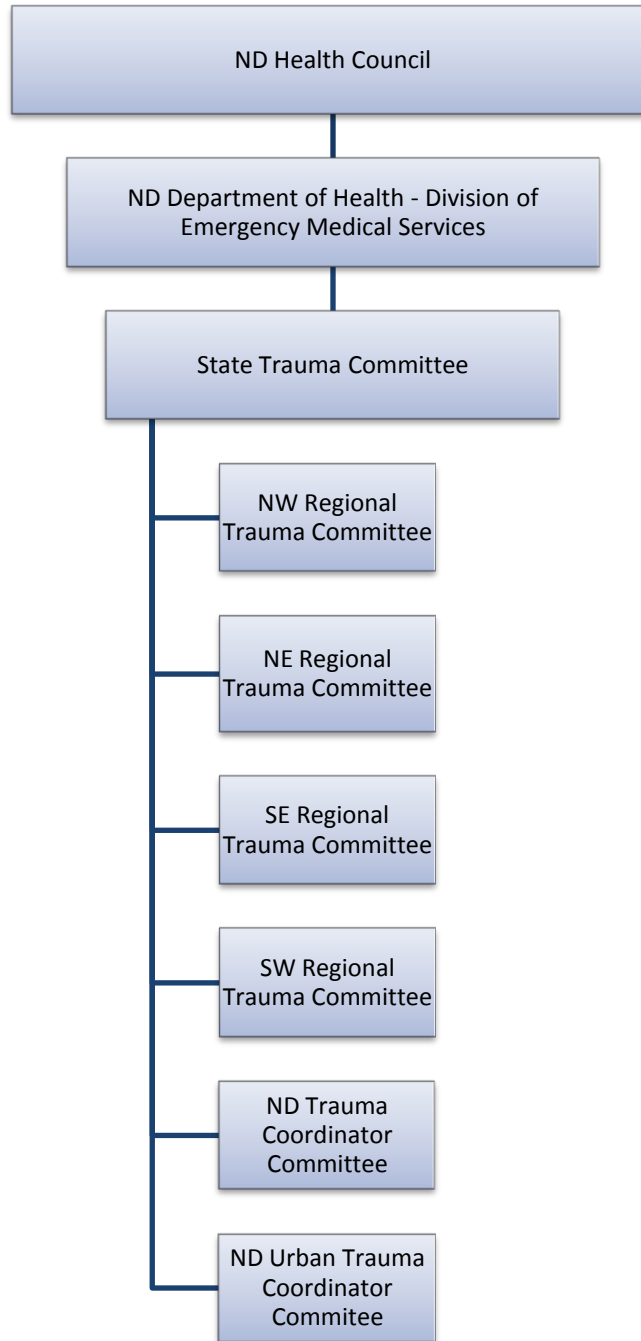 ND Health Council
ND Department of Health - Division of
Emergency Medical Services
State Trauma Committee
NW Regional
Trauma Committee
NE Regional
Trauma Committee
SE Regional
Trauma Committee
SW Regional
Trauma Committee
ND Trauma
Coordinator
Committee
ND Urban Trauma
Coordinator
Commitee